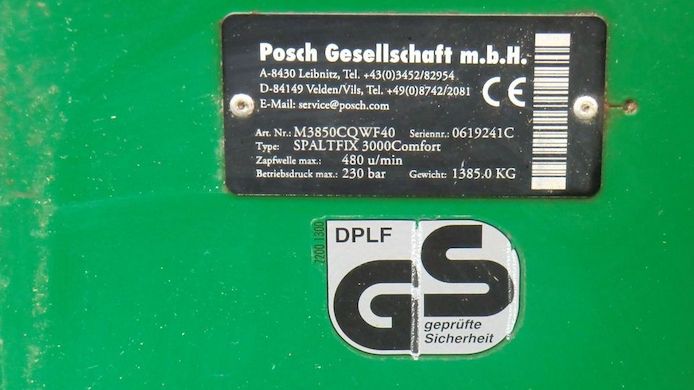 Posch Gesellschaft m.b.H.
A-8430 Leibnitz, Tel. +43(0)3452/82954
D-84149 Velden/Vils, Tel. +49(0)8742/2081
E-Mail: service@posch.com
CE
Art. Nr.: M3850CQWF40 Seriennr.: 0619241C
Type: SPALTFIX 3000Comfort
Zapfwelle max.: 480 u/min
Betriebsdruck max.: 230 bar Gewicht: 1385.0 KG
2200 1300
DPLF
GS
geprüfte
Sicherheit